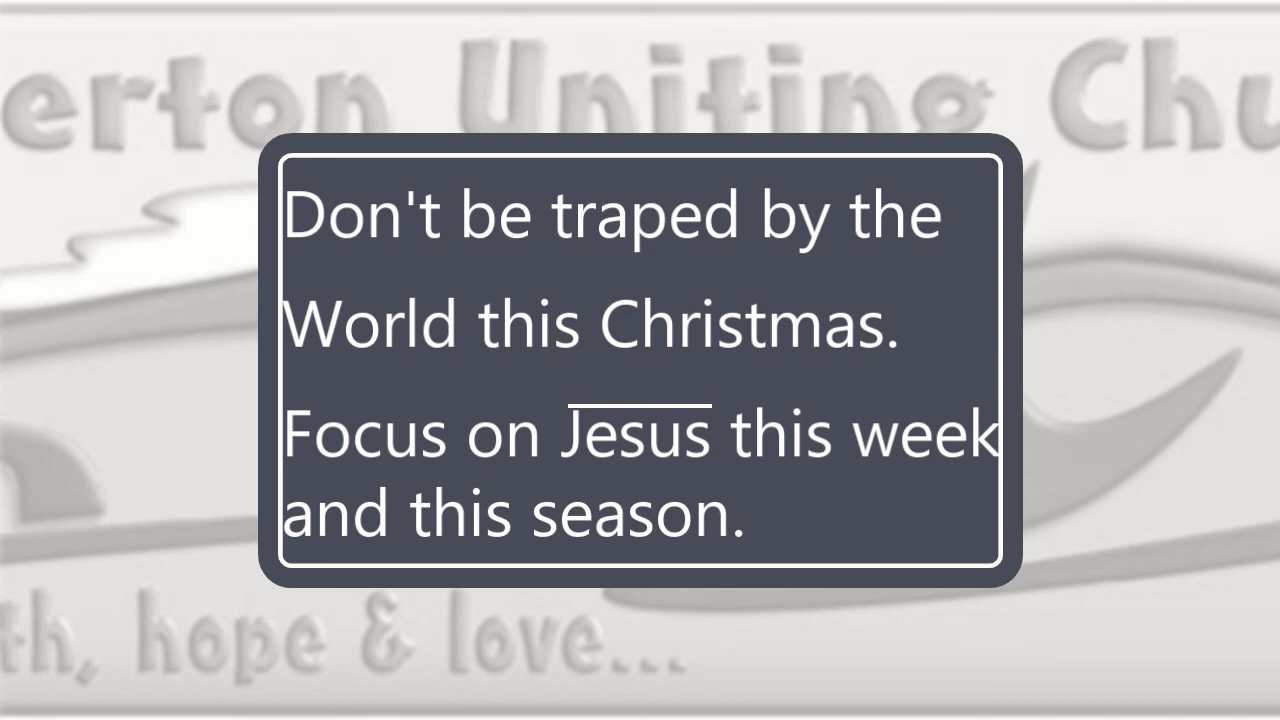 erton Uniting Chu
Don't be traped by the
World this Christmas.
Focus on Jesus this week
and this season.
th, hope & love...